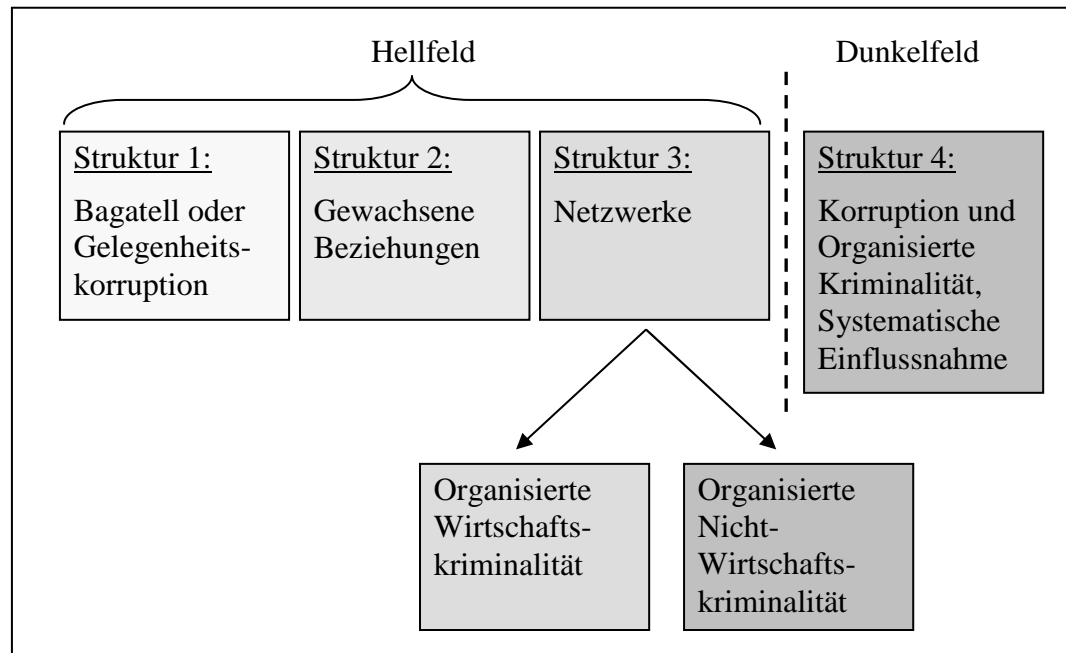 Hellfeld
Dunkelfeld
Struktur 1:
Bagatell oder
Gelegenheits-
korruption
Struktur 2:
Gewachsene
Beziehungen
Struktur 3:
Netzwerke
Struktur 4:
Korruption und
Organisierte
Kriminalität,
Systematische
Einflussnahme
Organisierte
Wirtschafts-
kriminalität
Organisierte
Nicht-
Wirtschafts-
kriminalität